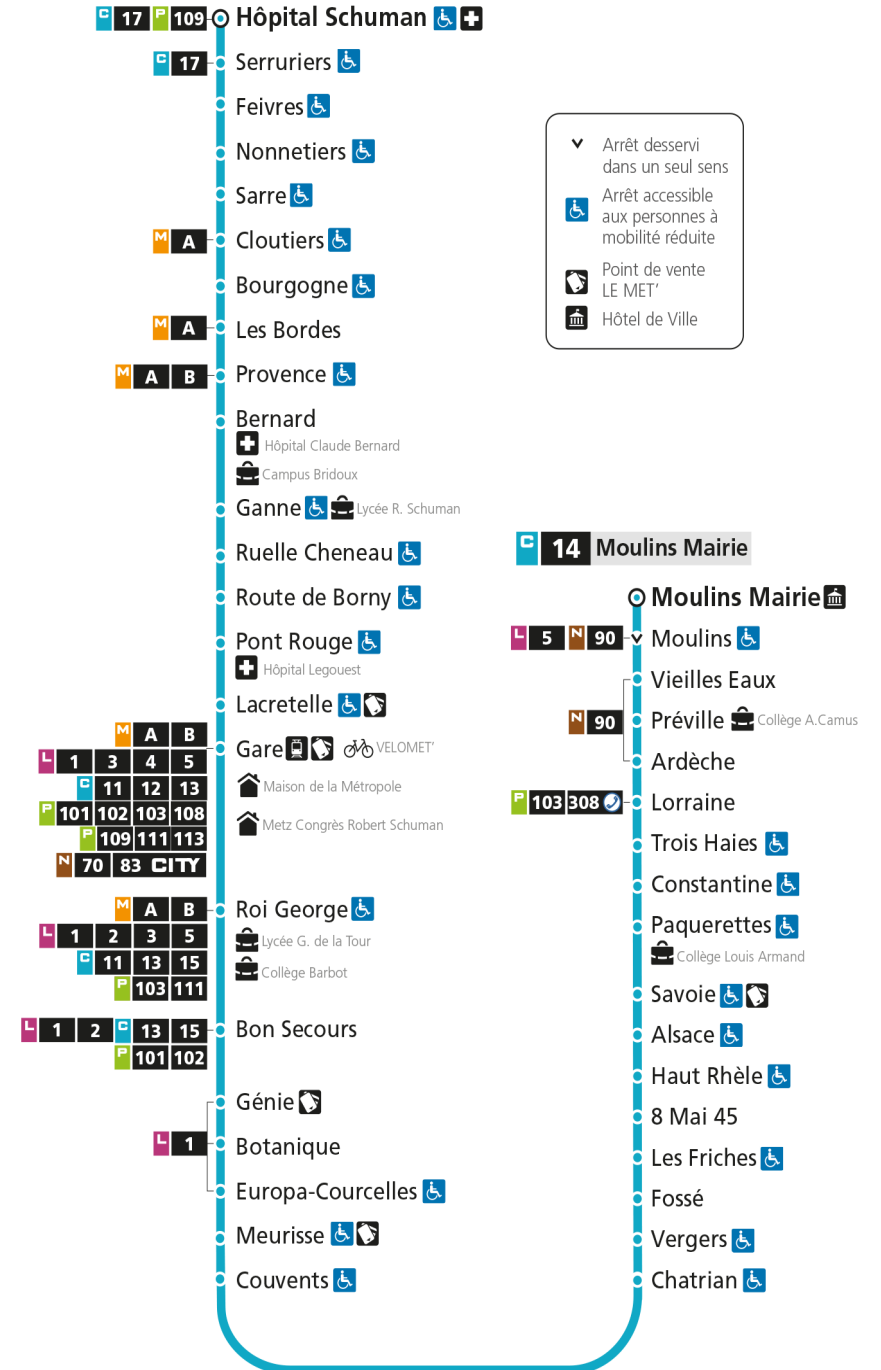 C 17 P 109 Hôpital Schuman
C 17 Serruriers
Feivres
Nonnetiers
Sarre
M A Cloutiers
Bourgogne
M A Les Bordes
M A B Provence
Bernard
Hôpital Claude Bernard
Campus Bridoux
Ganne Lycée R. Schuman
Ruelle Cheneau
Route de Borny
Pont Rouge
Hôpital Legouest
Lacretelle
M A B
Gare VELOMET'
L 1 3 4 5
C 11 12 13
Maison de la Métropole
P 101 102 103 108
Metz Congrès Robert Schuman
P 109 111 113
N 70 83 CITY
M A B Roi George
L 1 2 3 5
Lycée G. de la Tour
C 11 13 15
Collège Barbot
P 103 111
L 1 2 C 13 15 Bon Secours
P 101 102
Génie
L 1 Botanique
Europa-Courcelles
Meurisse
Couvents
Arrêt desservi
dans un seul sens
Arrêt accessible
aux personnes à
mobilité réduite
Point de vente
LE MET'
Hôtel de Ville
C 14 Moulins Mairie
Moulins Mairie
L 5 N 90 Moulins
Vieilles Eaux
N 90 Préville Collège A.Camus
Ardèche
P 103 308 Lorraine
Trois Haies
Constantine
Paquerettes
Collège Louis Armand
Savoie
Alsace
Haut Rhèle
8 Mai 45
Les Friches
Fossé
Vergers
Chatrian